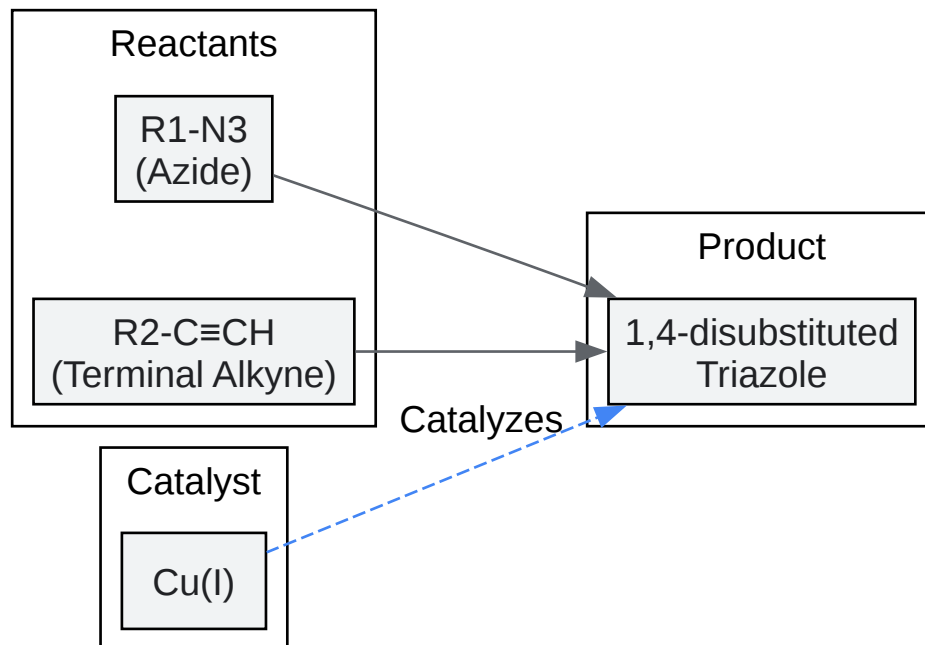 Reactants
R1-N3
(Azide)
R2-C≡CH
(Terminal Alkyne)
Product
1,4-disubstituted
Triazole
Catalyzes
Catalyst
Cu(I)